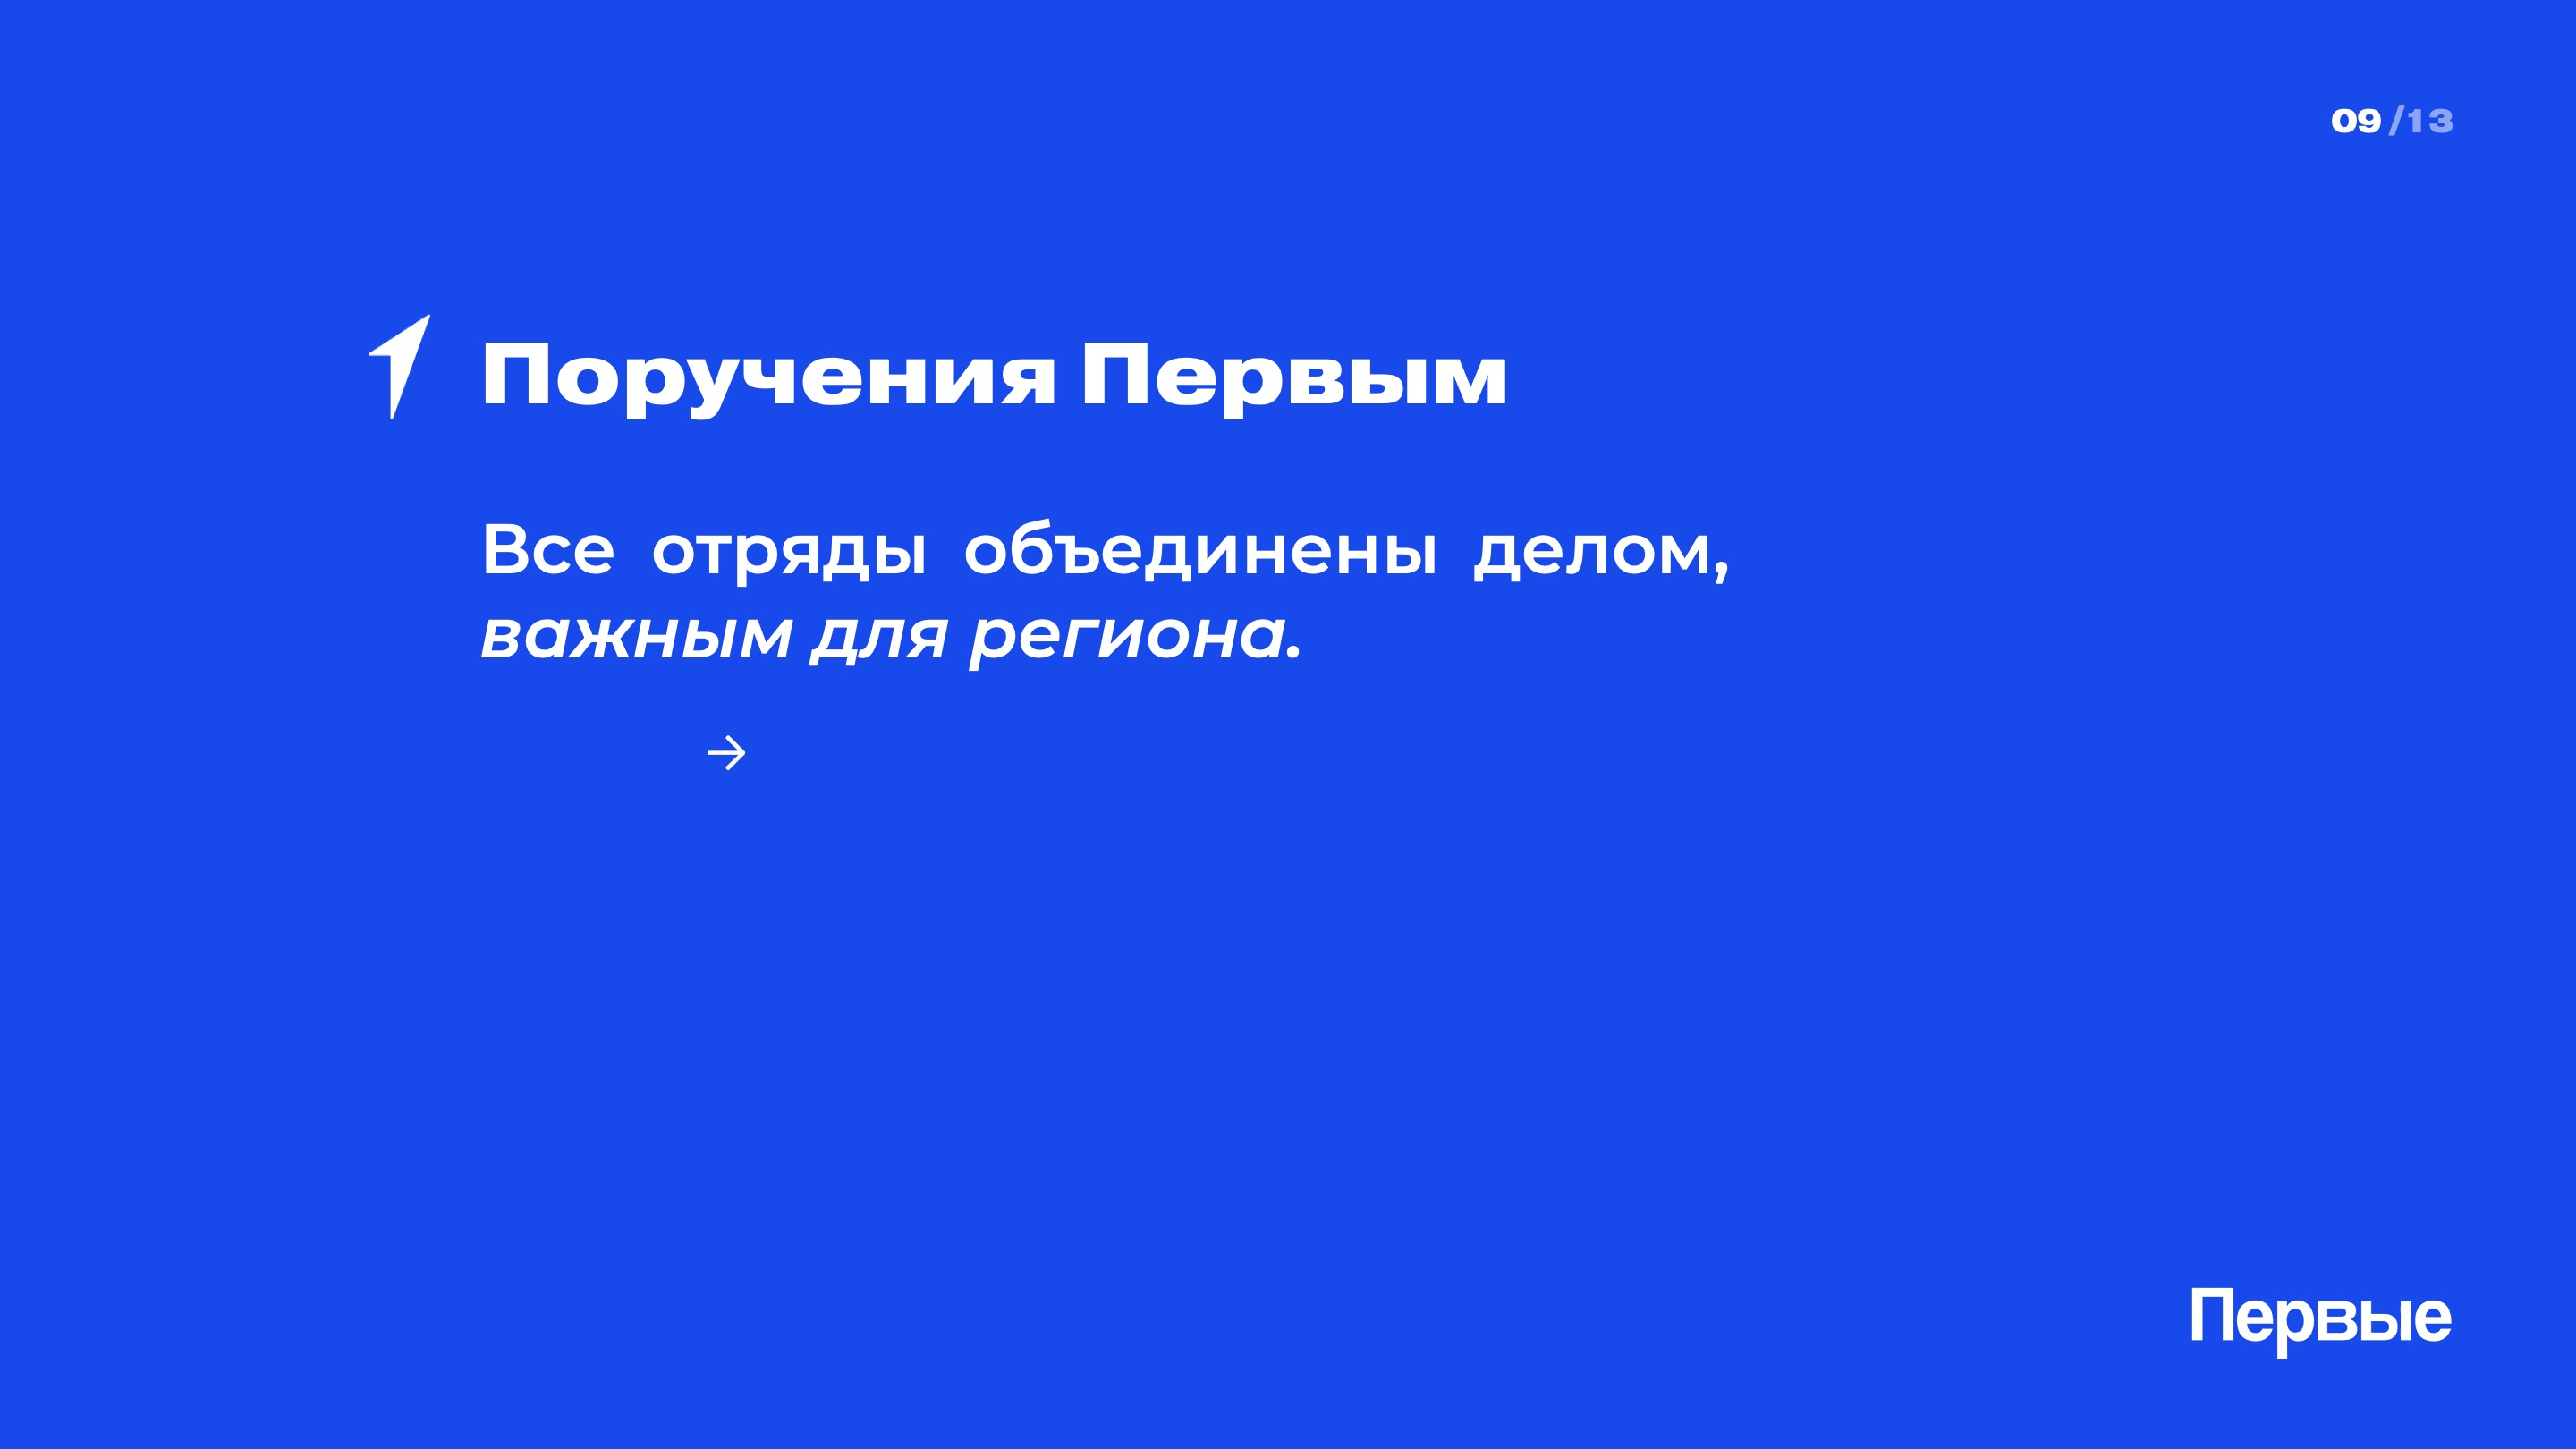 09 /13
Поручения Первым
Все отряды объединены делом,
важным для региона.
→
Первые